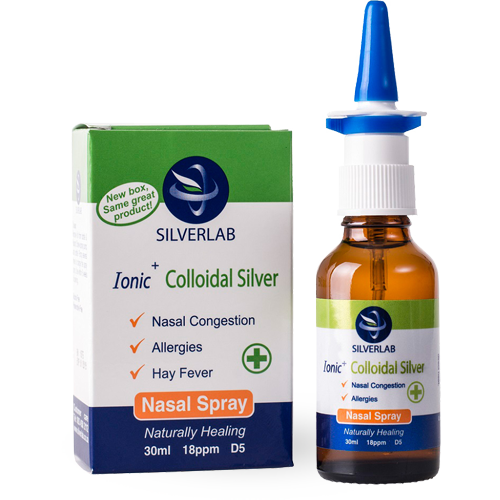 New box,
Same great
product!
SILVERLAB
Ionic+ Colloidal Silver
Nasal Congestion
Allergies
Hay Fever
Nasal Spray
Naturally Healing
30ml 18ppm D5
SILVERLAB
Ionic+ Colloidal Silver
Nasal Congestion
Allergies
Nasal Spray
Naturally Healing
30ml 18ppm D5